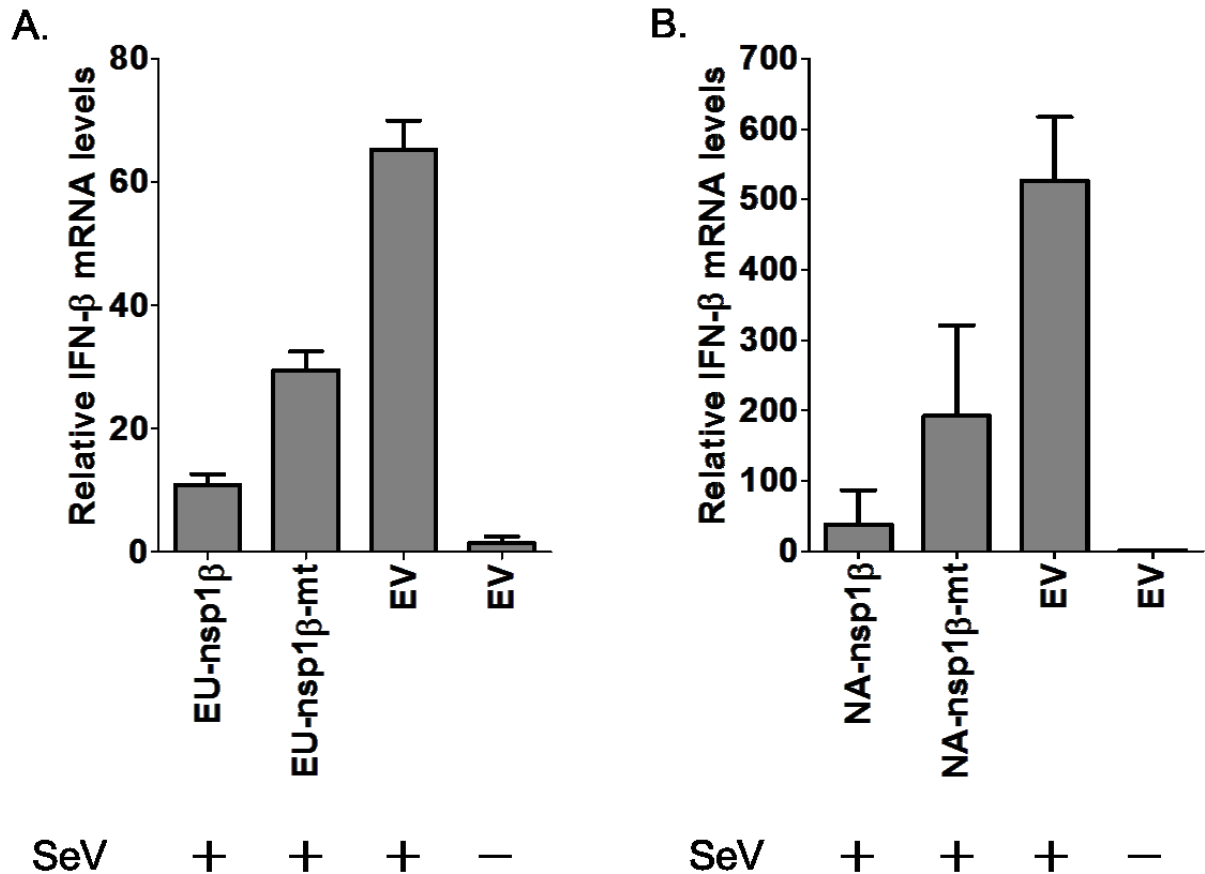 A.
Relative IFN-β mRNA levels
80
60
40
20
0
EU-nsp1β
EU-nsp1β-mt
EV
EV
SeV + + + −
B.
Relative IFN-β mRNA levels
700
600
500
400
300
200
100
0
NA-nsp1β
NA-nsp1β-mt
EV
EV
SeV + + + −